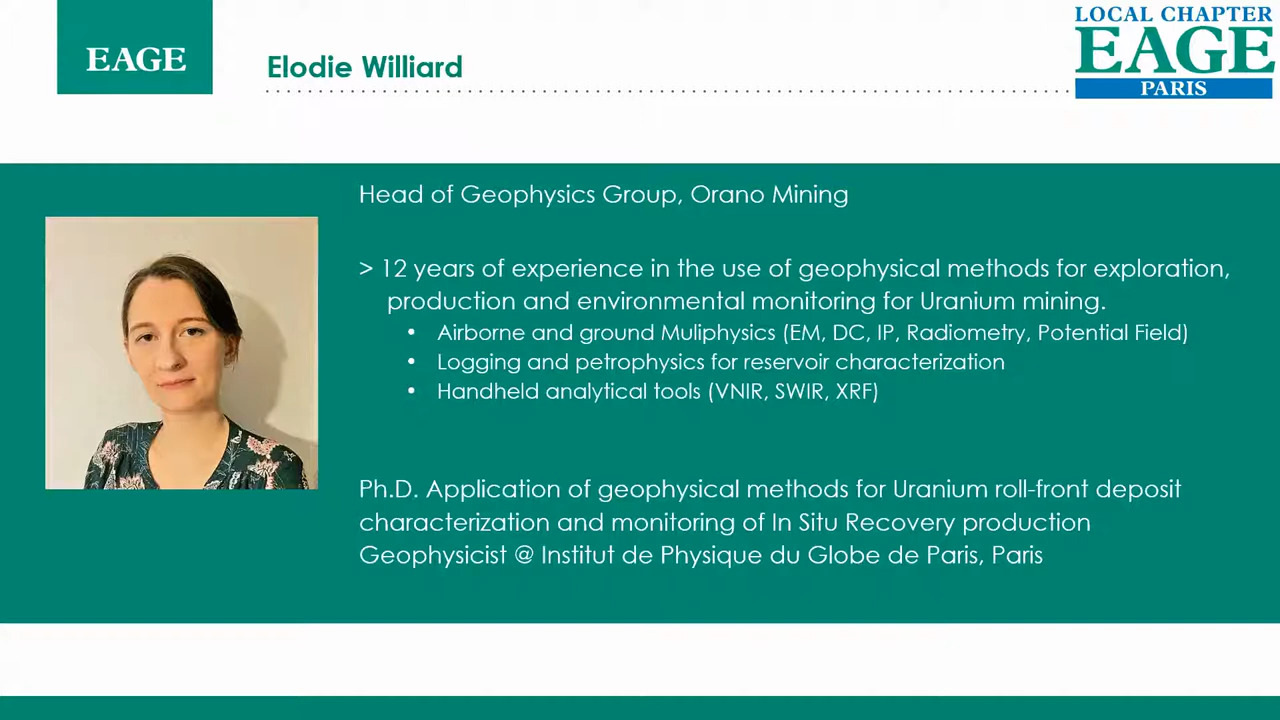 EAGE
Elodie Williard
LOCAL CHAPTER
EAGE
PARIS
Head of Geophysics Group, Orano Mining
> 12 years of experience in the use of geophysical methods for exploration,
production and environmental monitoring for Uranium mining.
• Airborne and ground Muliphysics (EM, DC, IP, Radiometry, Potential Field)
• Logging and petrophysics for reservoir characterization
• Handheld analytical tools (VNIR, SWIR, XRF)
Ph.D. Application of geophysical methods for Uranium roll-front deposit
characterization and monitoring of In Situ Recovery production
Geophysicist @ Institut de Physique du Globe de Paris, Paris